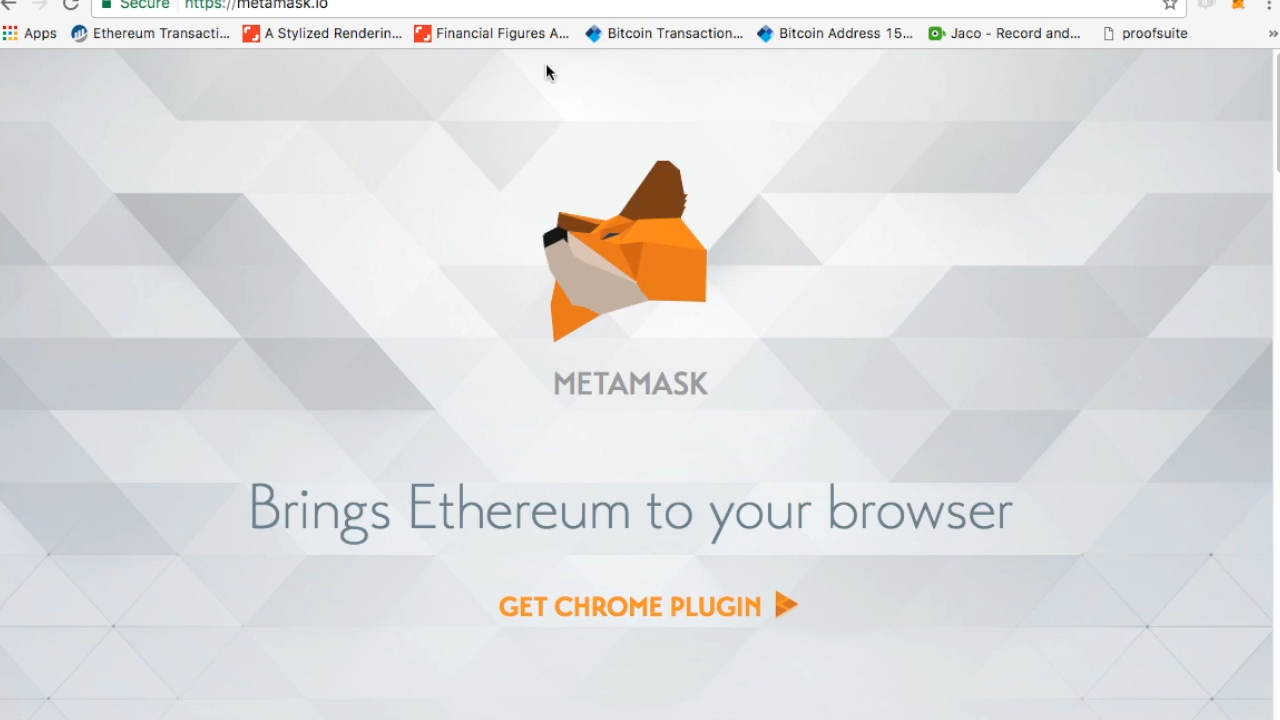 Secure https://metamask.io
Apps Ethereum Transacti... A Stylized Renderin... Financial Figures A... Bitcoin Transaction... Bitcoin Address 15... Jaco - Record and... proofsuite »
METAMASK
Brings Ethereum to your browser
GET CHROME PLUGIN